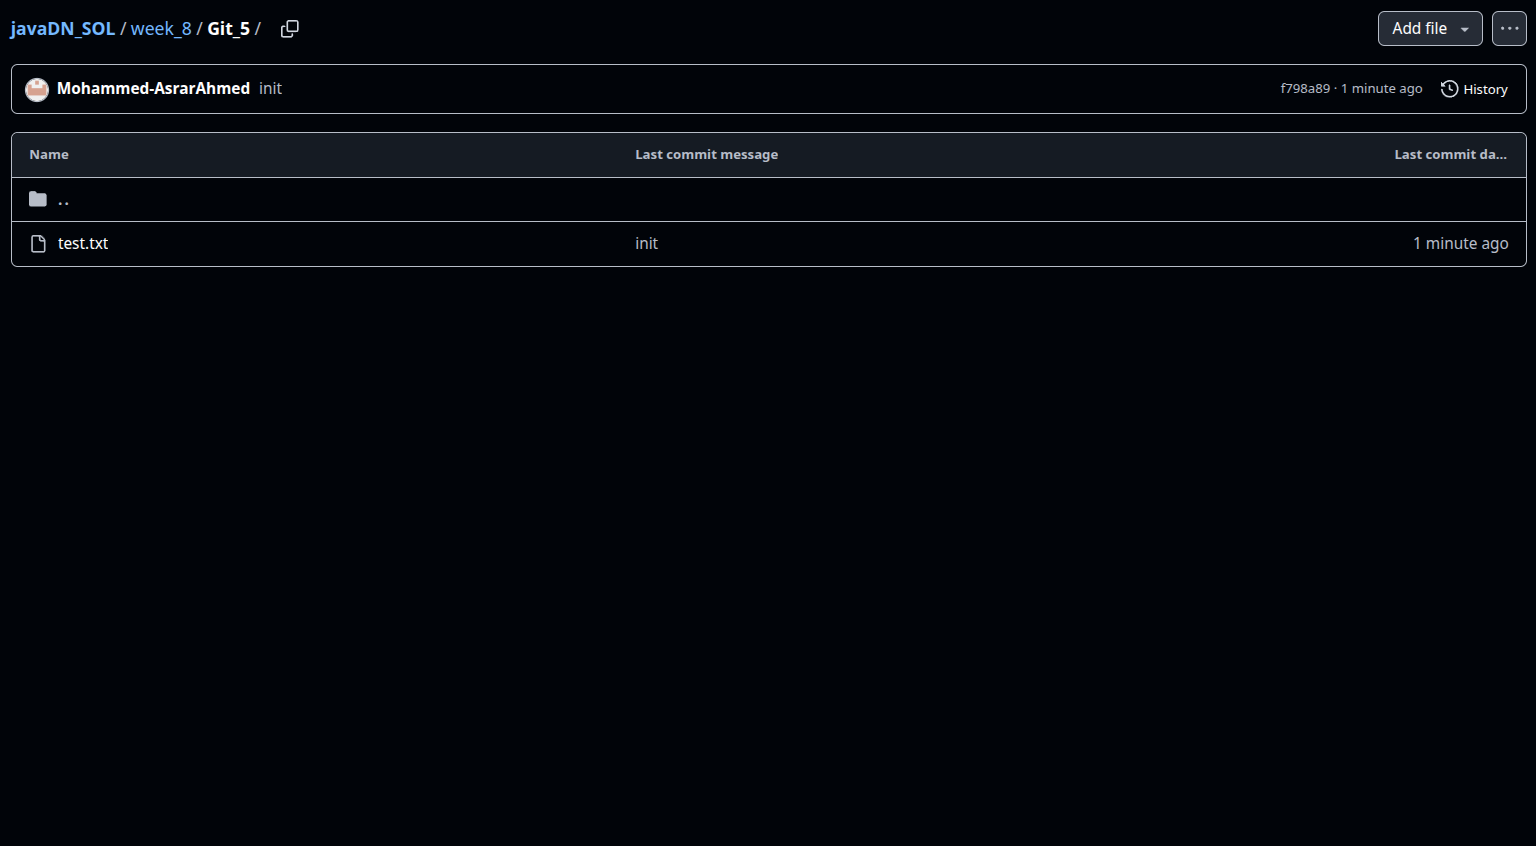 javaDN_SOL / week_8 / Git_5 /
Add file
Mohammed-AsrarAhmed init
f798a89 · 1 minute ago History
Name Last commit message Last commit da...
..
test.txt init 1 minute ago